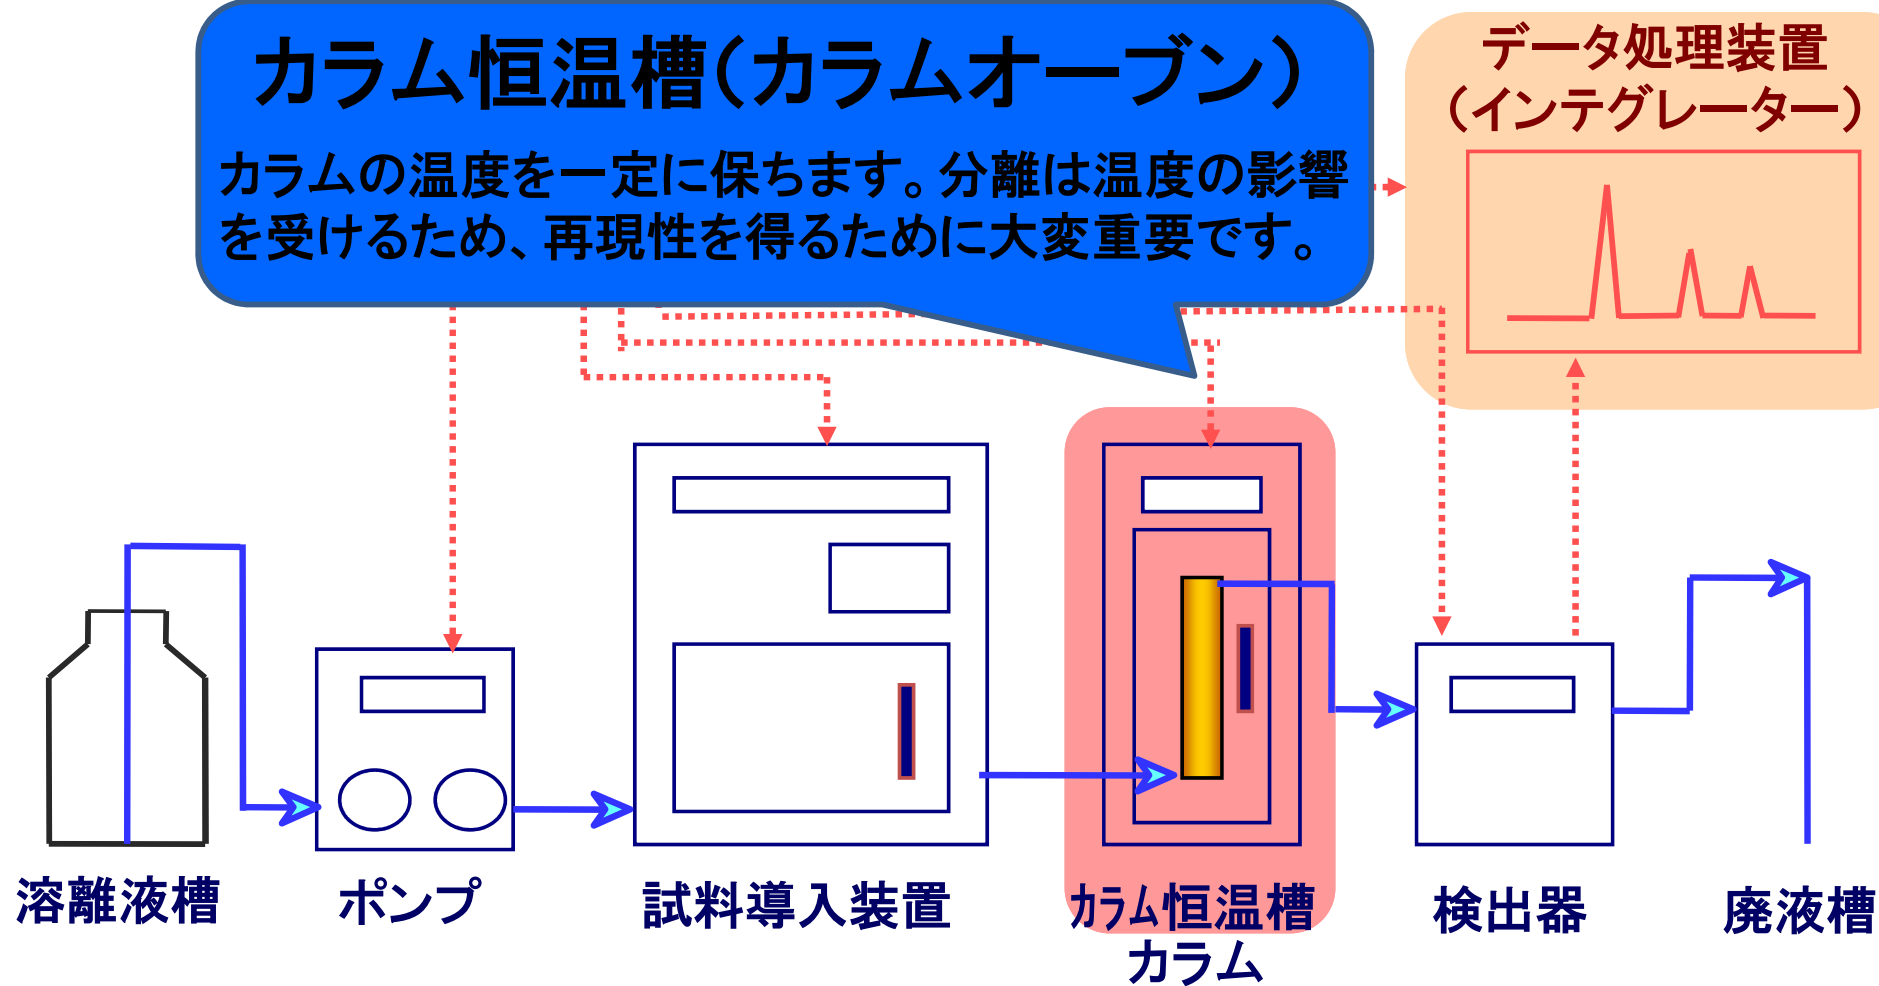 カラム恒温槽（カラムオーブン）
カラムの温度を一定に保ちます。分離は温度の影響
を受けるため、再現性を得るために大変重要です。
データ処理装置
（インテグレーター）
溶離液槽
ポンプ
試料導入装置
カラム恒温槽
カラム
検出器
廃液槽